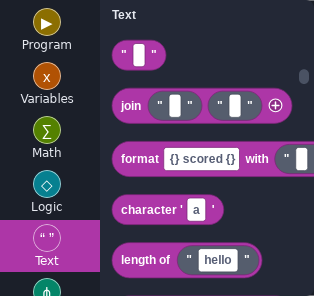 Program
x
Variables
∑
Math
Logic
“ ”
Text
Text
" "
join " " " "
format {} scored {} with "
character ' a '
length of " hello "